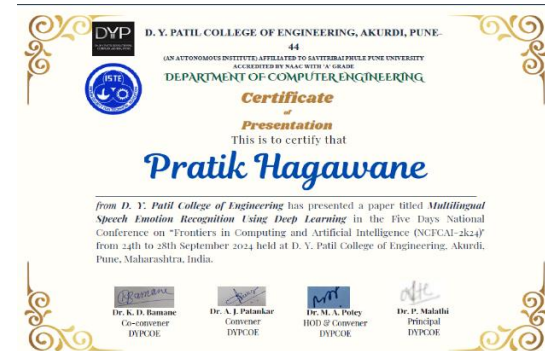 DYP
D. Y. PATIL COLLEGE OF ENGINEERING, AKURDI, PUNE-
44
(AN AUTONOMOUS INSTITUTE) AFFILIATED TO SAVITRIBAI PHULE PUNE UNIVERSITY
ACCREDITED BY NAAC WITH 'A' GRADE
ISTE
DEPARTMENT OF COMPUTER ENGINEERING
Certificate
of
Presentation
This is to certify that
Pratik Hagawane
from D. Y. Patil College of Engineering has presented a paper titled Multilingual
Speech Emotion Recognition Using Deep Learning in the Five Days National
Conference on “Frontiers in Computing and Artificial Intelligence (NCFCAI-2k24)”
from 24th to 28th September 2024 held at D. Y. Patil College of Engineering, Akurdi,
Pune, Maharashtra, India.
Bamane
Dr. K. D. Bamane
Co-convener
DYPCOE
Dr. A. J. Patankar
Convener
DYPCOE
Dr. M. A. Potey
HOD & Convener
DYPCOE
Dr. P. Malathi
Principal
DYPCOE